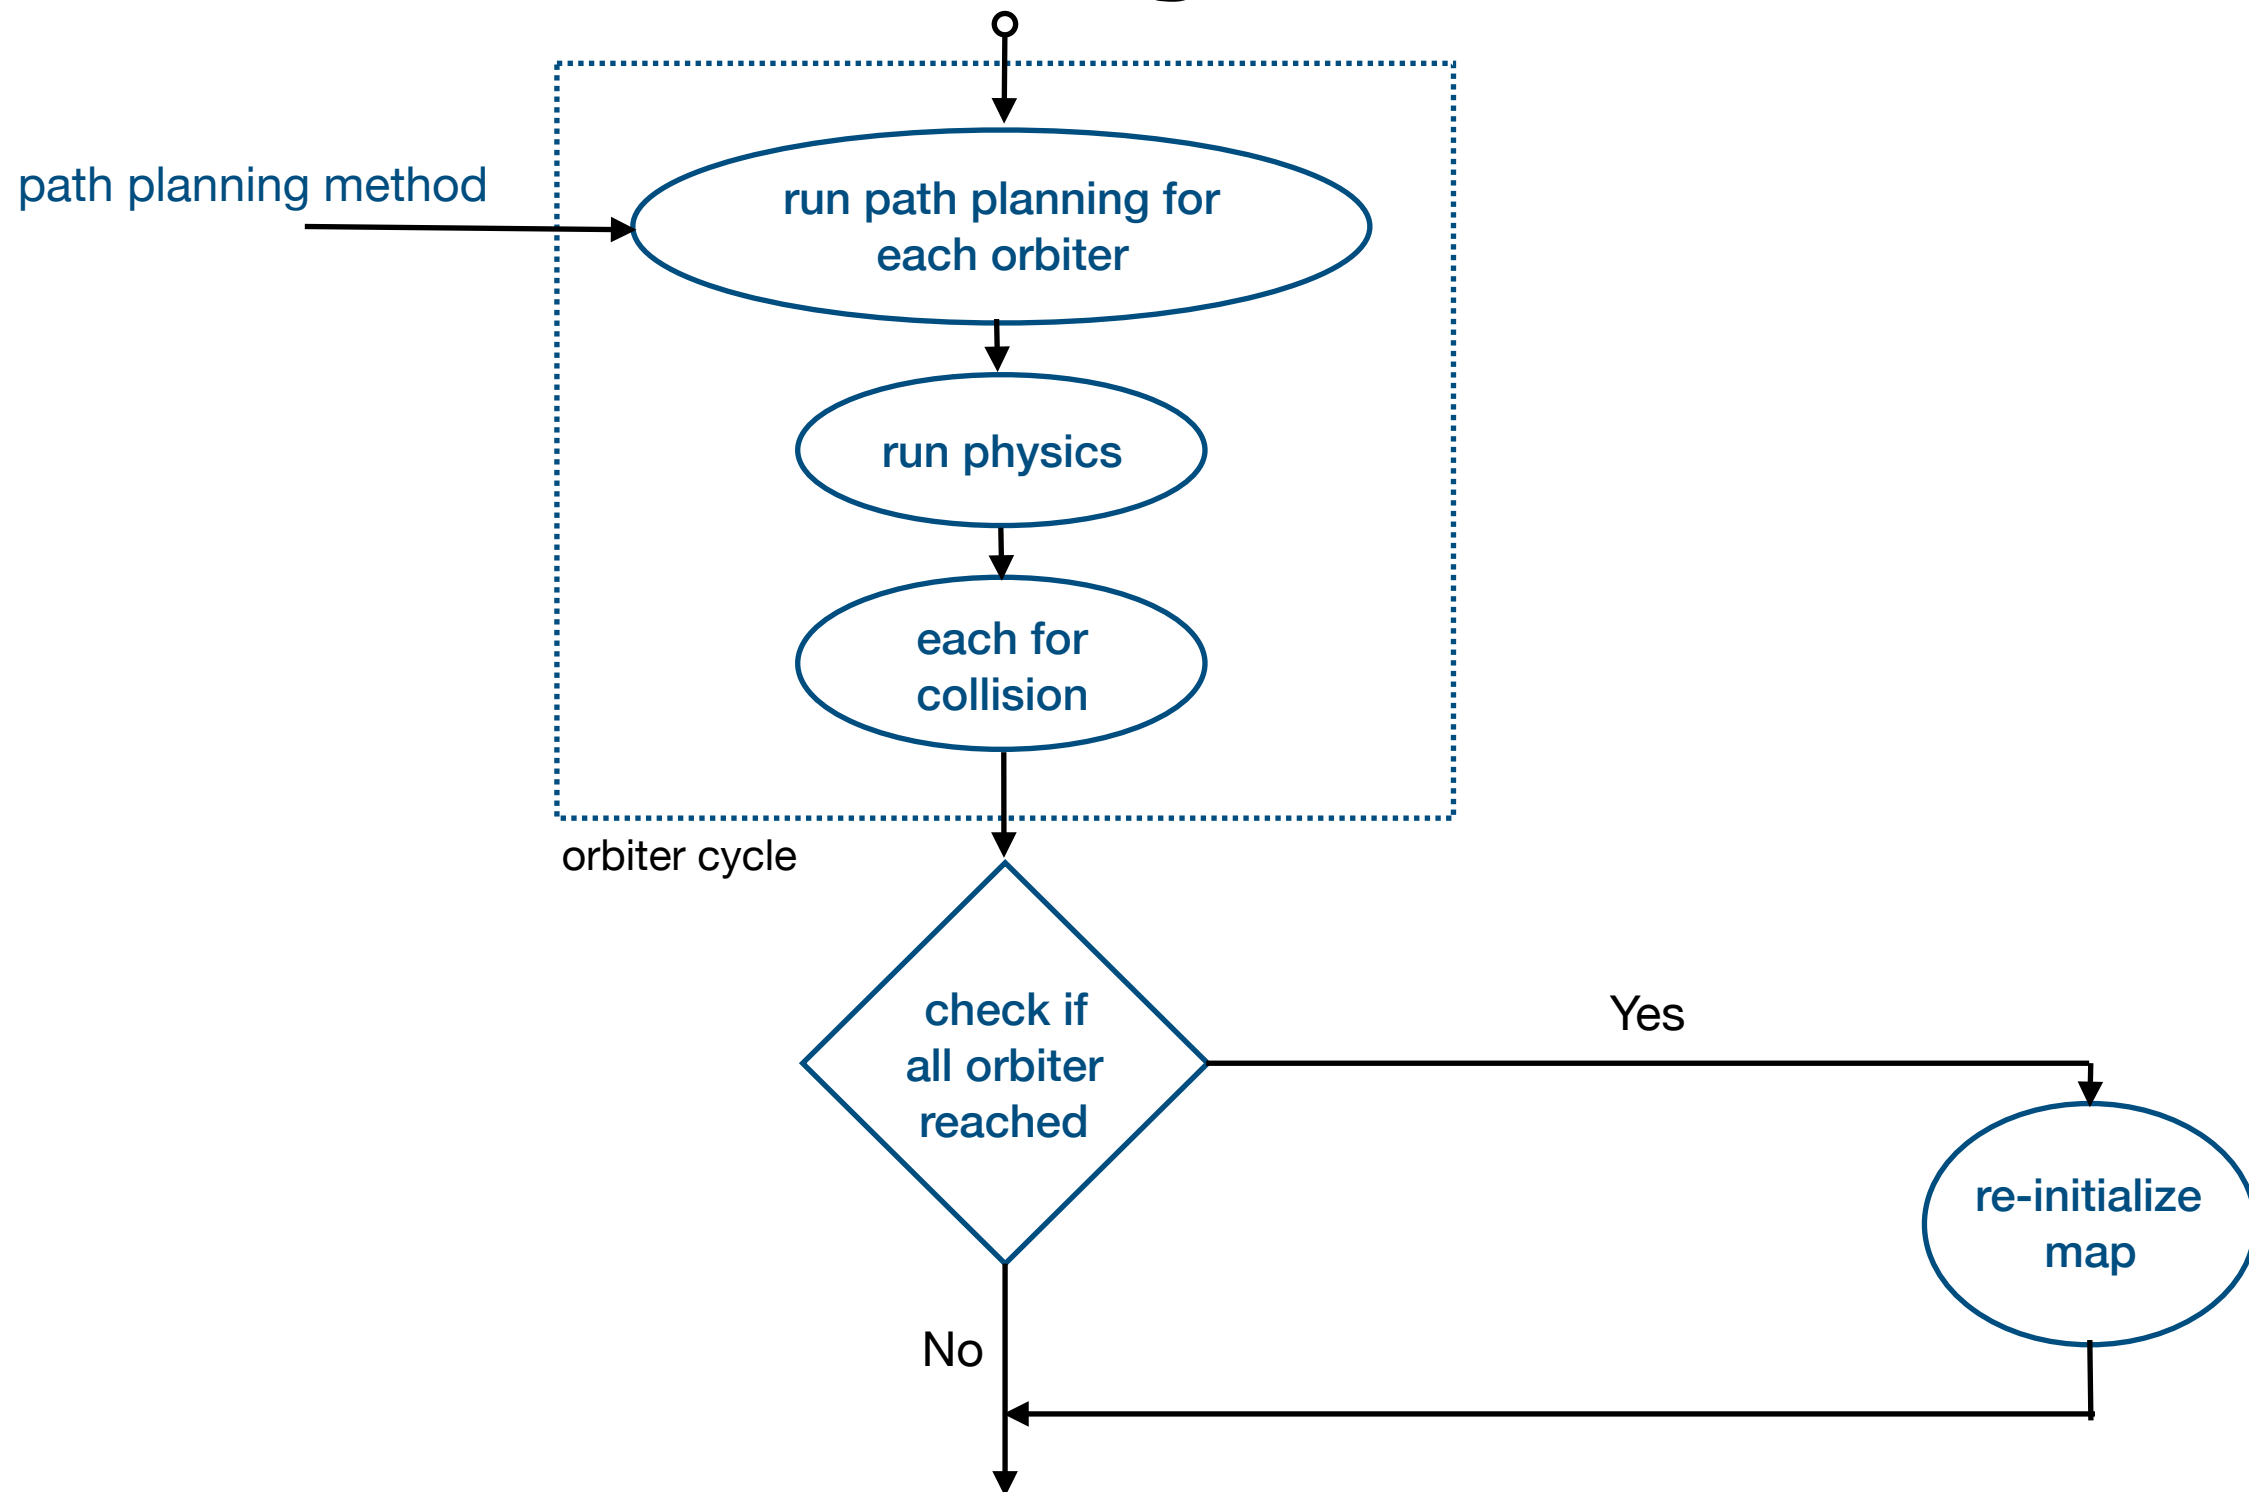 path planning method
run path planning for
each orbiter
run physics
each for
collision
orbiter cycle
check if
all orbiter
reached
Yes
re-initialize
map
No